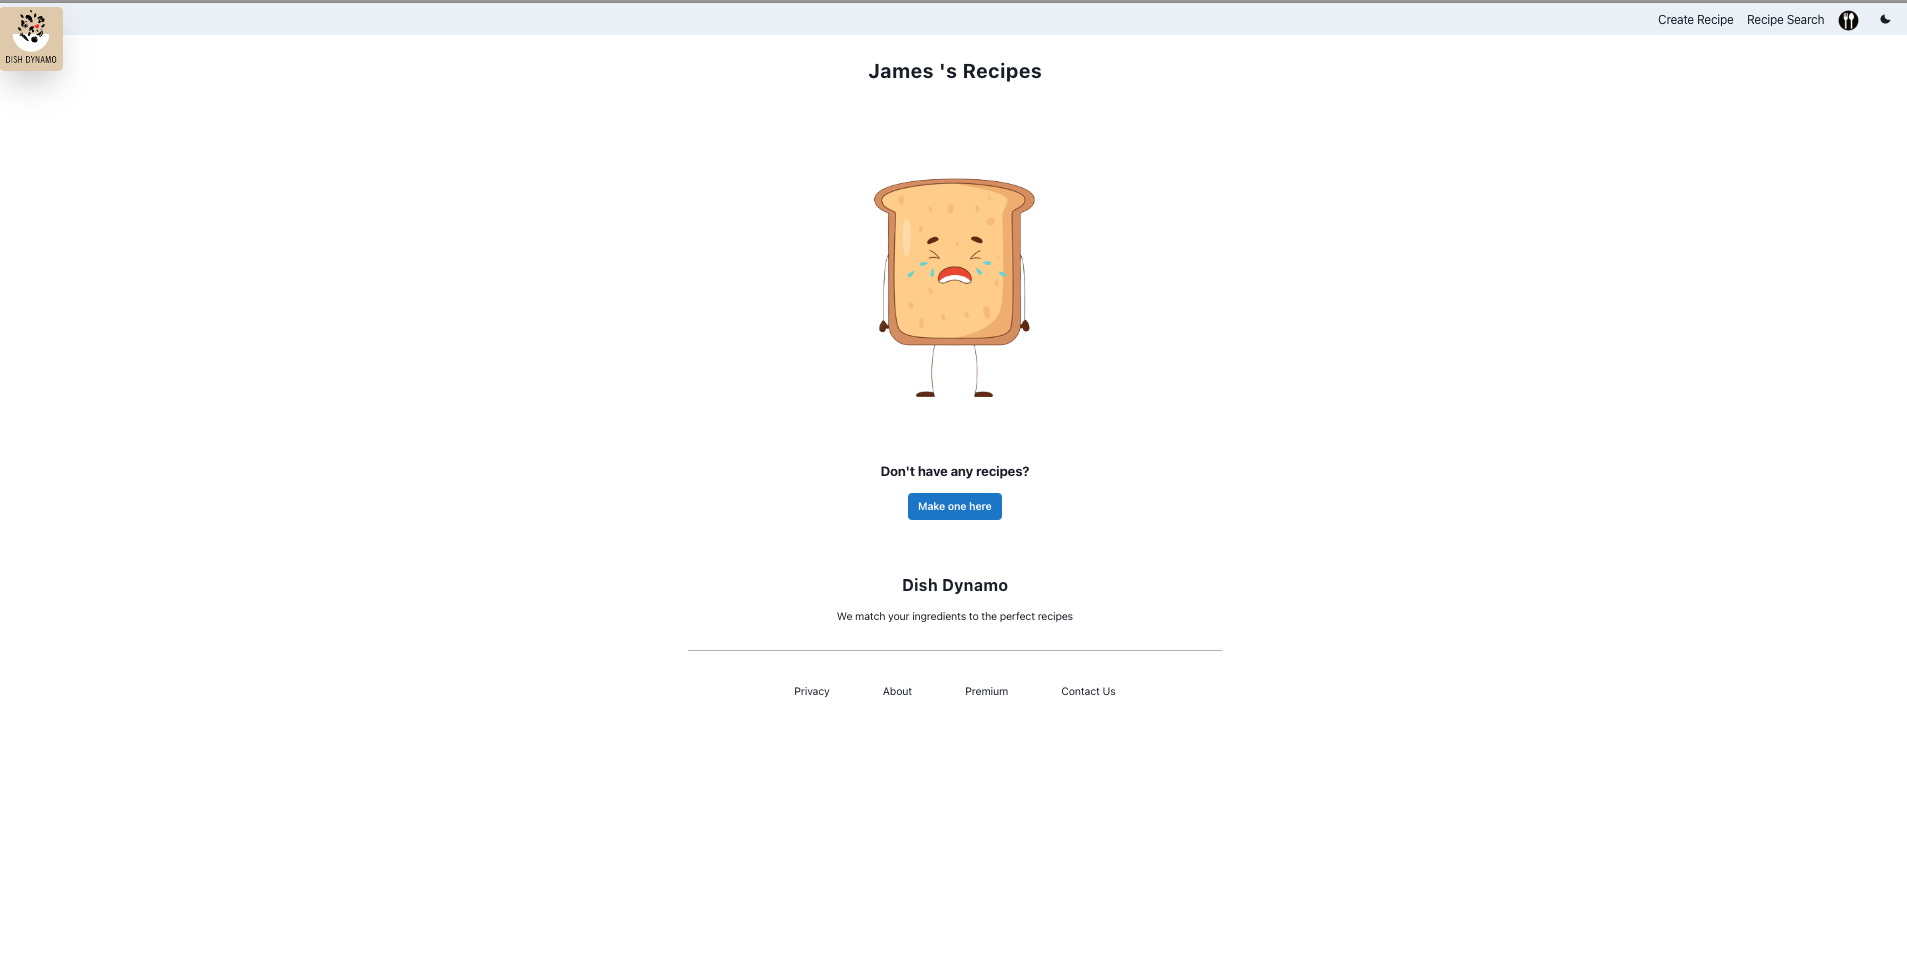 DISH DYNAMO
Create Recipe Recipe Search
James 's Recipes
Don't have any recipes?
Make one here
Dish Dynamo
We match your ingredients to the perfect recipes
Privacy About Premium Contact Us